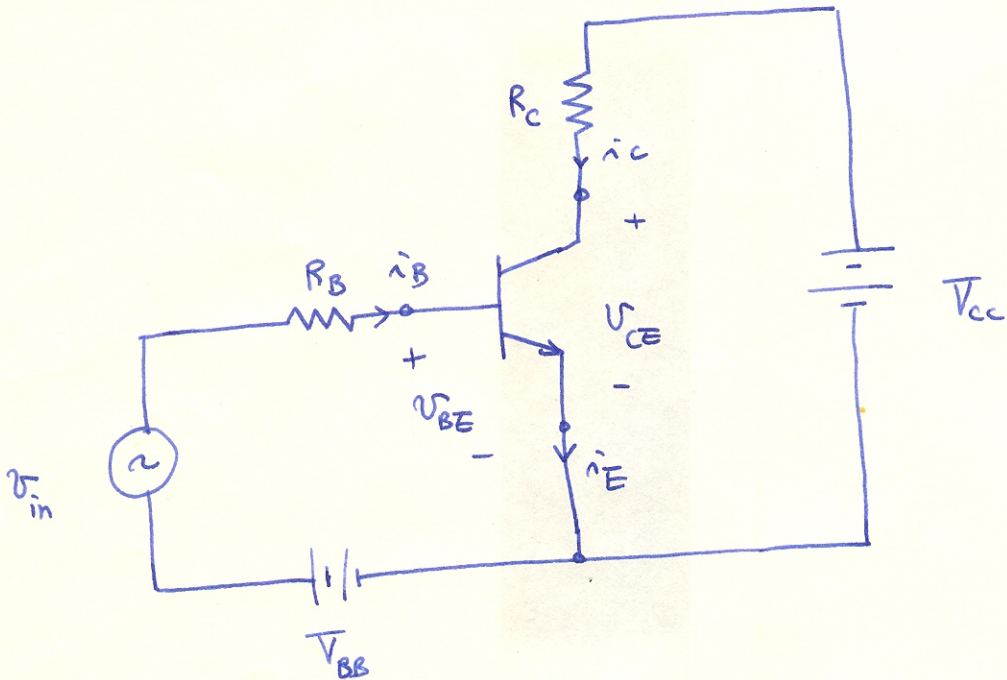 R_C
i_C
+
R_B
i_B
V_CC
+
v_CE
-
v_BE
-
~
v_in
i_E
V_BB